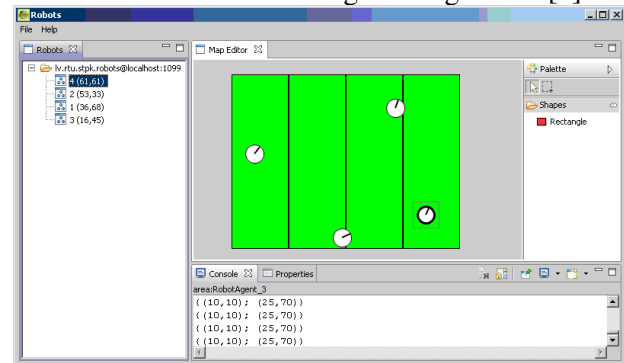 Robots
File Help
Robots
lv.rtu.stpk.robots@localhost:1099
4 (61,61)
2 (53,33)
1 (36,68)
3 (16,45)
Map Editor
Palette
Shapes
Rectangle
Console Properties
area:RobotAgent_3
((10,10); (25,70))
((10,10); (25,70))
((10,10); (25,70))
((10,10); (25,70))